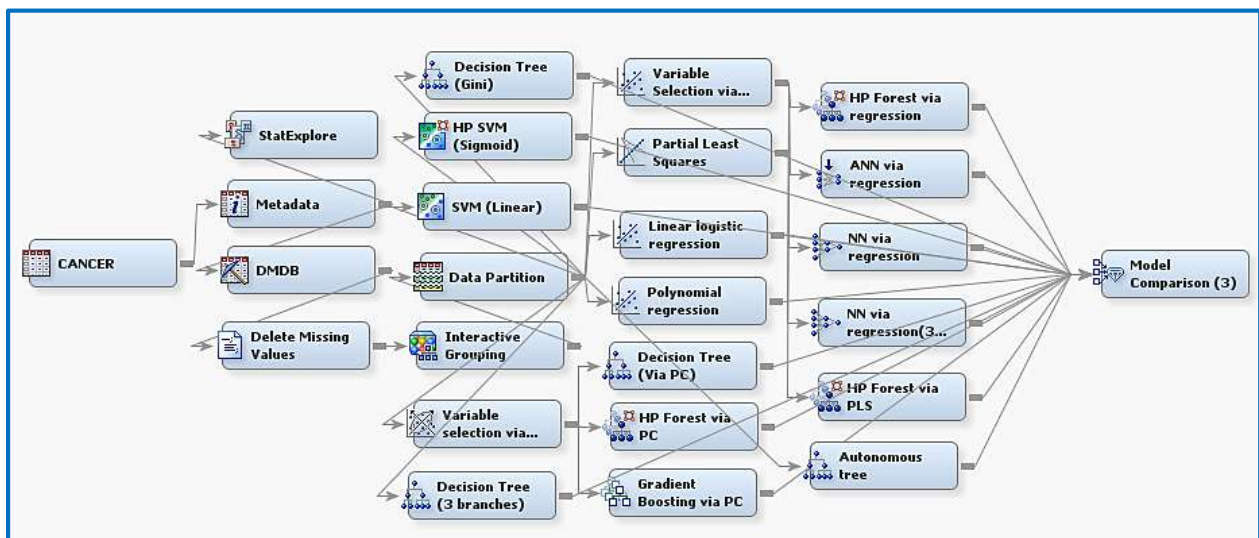 CANCER
StatExplore
Metadata
DMDB
Delete Missing
Values
Decision Tree
(Gini)
HP SVM
(Sigmoid)
SVM (Linear)
Data Partition
Interactive
Grouping
Variable
selection via...
Decision Tree
(3 branches)
Variable
Selection via...
Partial Least
Squares
Linear logistic
regression
Polynomial
regression
Decision Tree
(Via PC)
HP Forest via
PC
Gradient
Boosting via PC
HP Forest via
regression
ANN via
regression
NN via
regression
NN via
regression(3...
HP Forest via
PLS
Autonomous
tree
Model
Comparison (3)